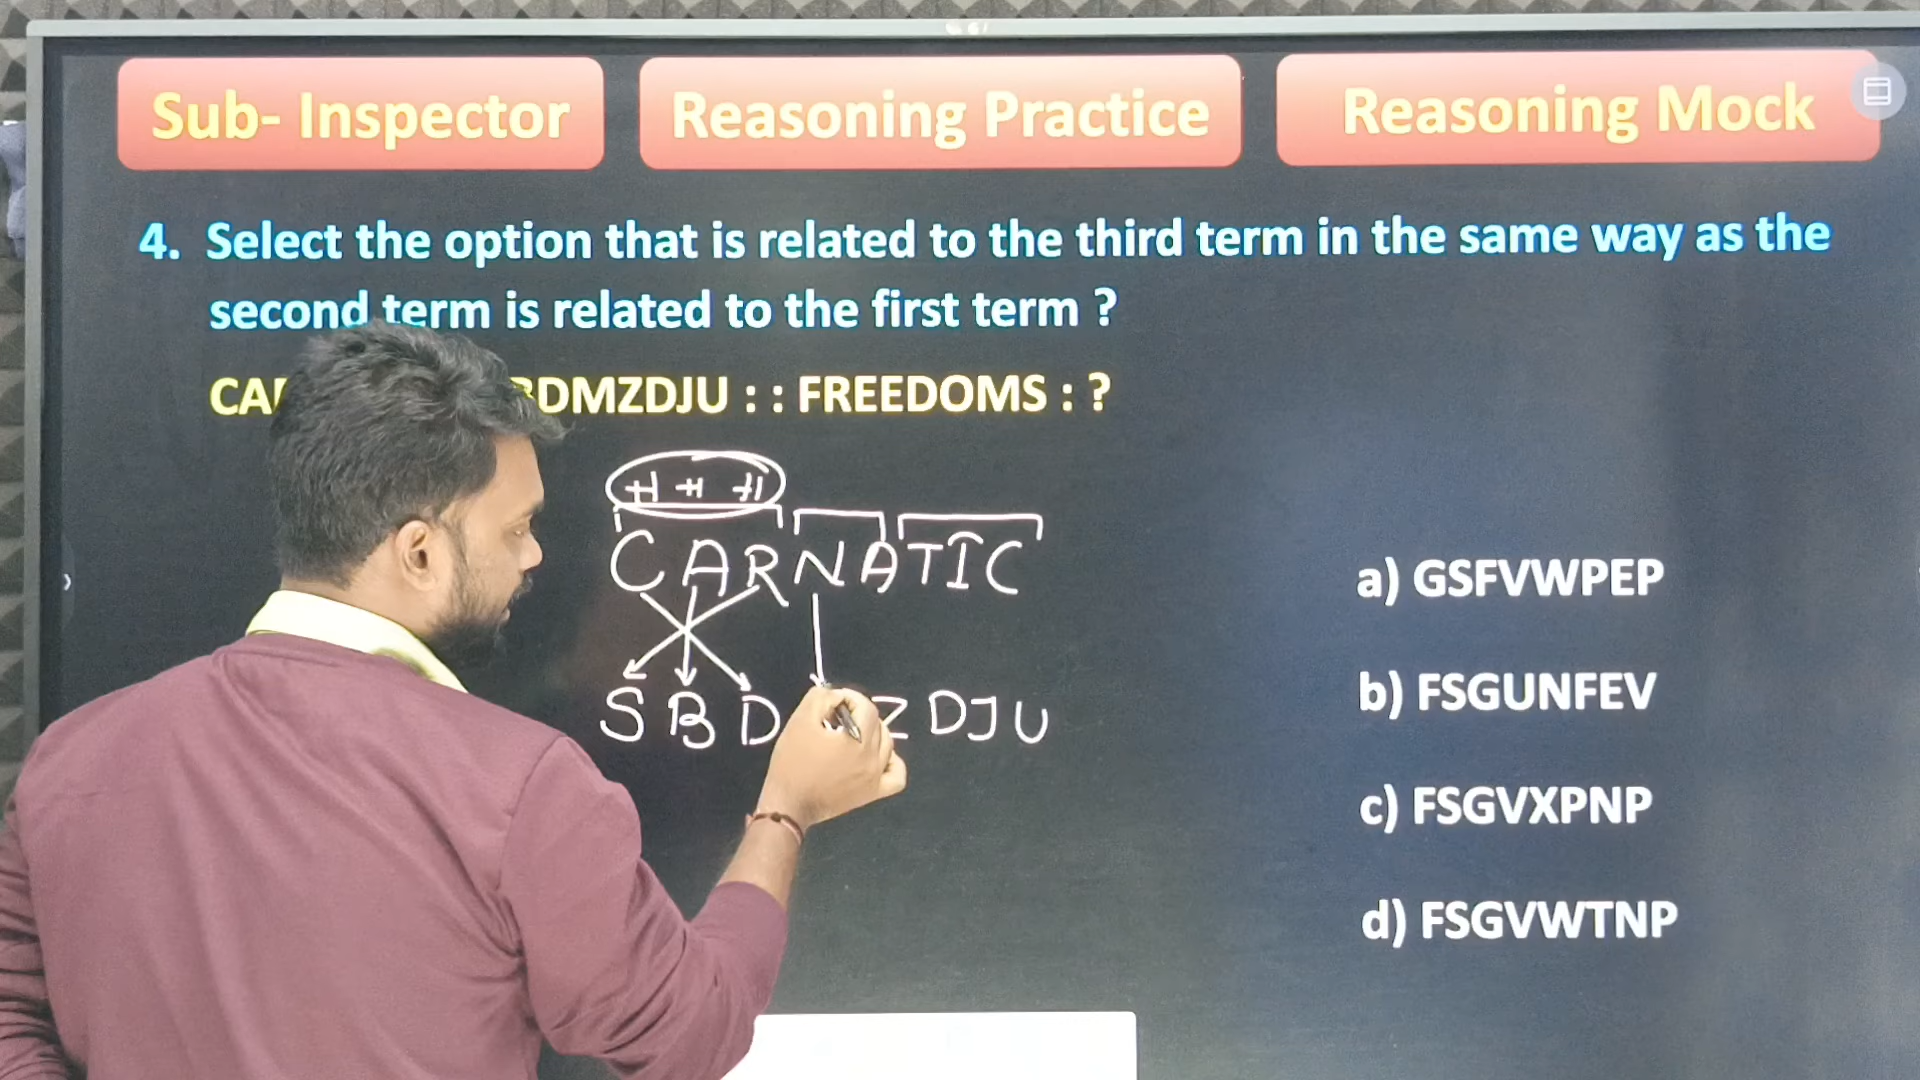 Sub- Inspector
Reasoning Practice
Reasoning Mock
4. Select the option that is related to the third term in the same way as the
second term is related to the first term ?
DMZDJU : : FREEDOMS : ?
+1 +1 +1
CARNATIC
SBD Z DJU
a) GSFVWPEP
b) FSGUNFEV
c) FSGVXPNP
d) FSGVWTNP